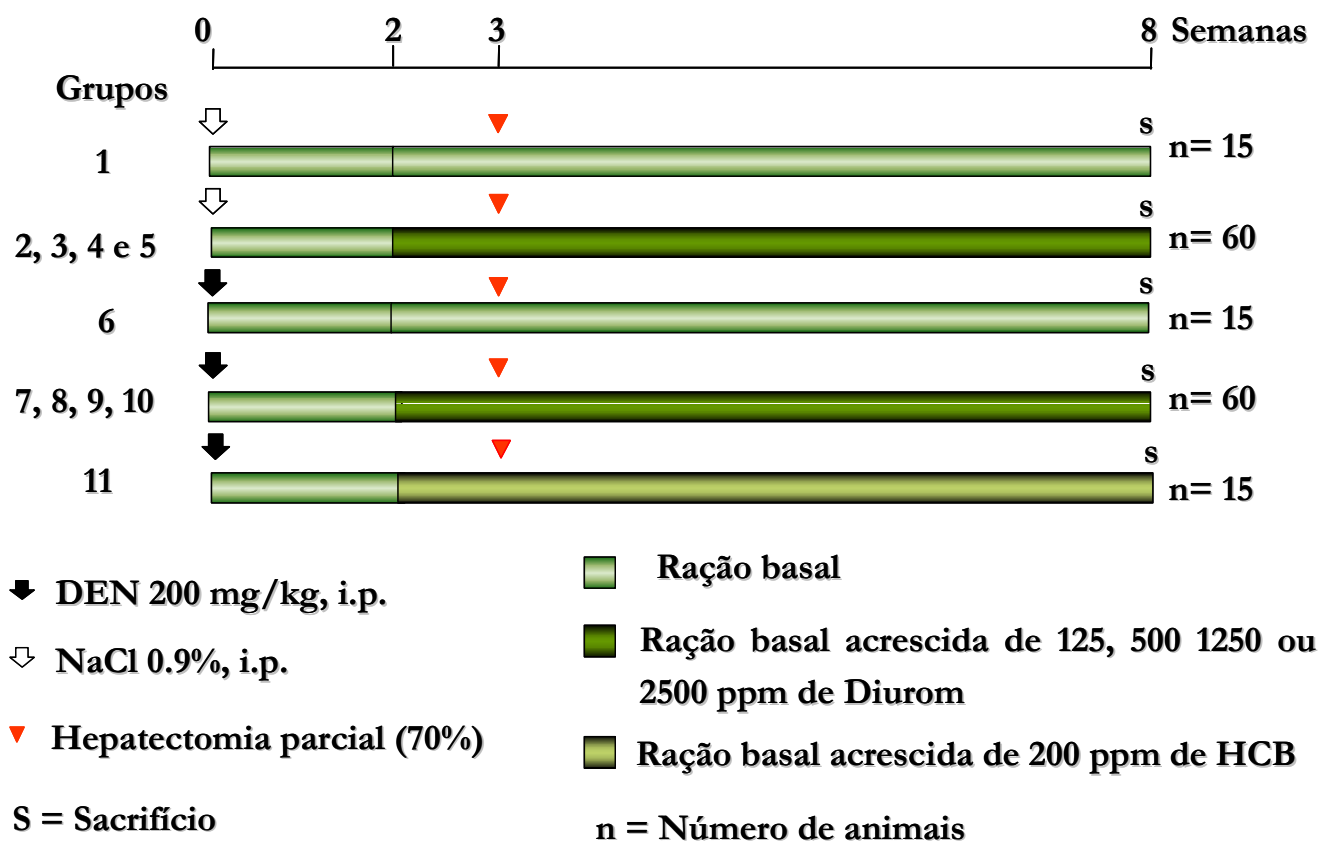 0 2 3 8 Semanas
Grupos
s
1 n= 15
s
2, 3, 4 e 5 n= 60
s
6 n= 15
s
7, 8, 9, 10 n= 60
s
11 n= 15
DEN 200 mg/kg, i.p.
NaCl 0.9%, i.p.
Hepatectomia parcial (70%)
S = Sacrifício
Ração basal
Ração basal acrescida de 125, 500 1250 ou
2500 ppm de Diurom
Ração basal acrescida de 200 ppm de HCB
n = Número de animais